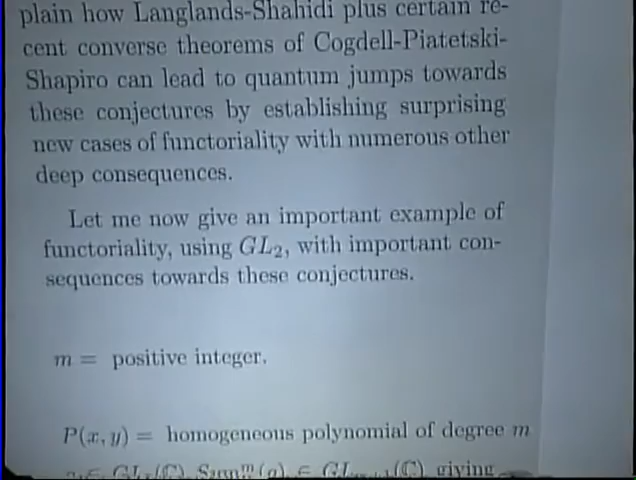 plain how Langlands-Shahidi plus certain re-
cent converse theorems of Cogdell-Piatetski-
Shapiro can lead to quantum jumps towards
these conjectures by establishing surprising
new cases of functoriality with numerous other
deep consequences.
Let me now give an important example of
functoriality, using GL₂, with important con-
sequences towards these conjectures.
m = positive integer.
P(x, y) = homogeneous polynomial of degree m
giving